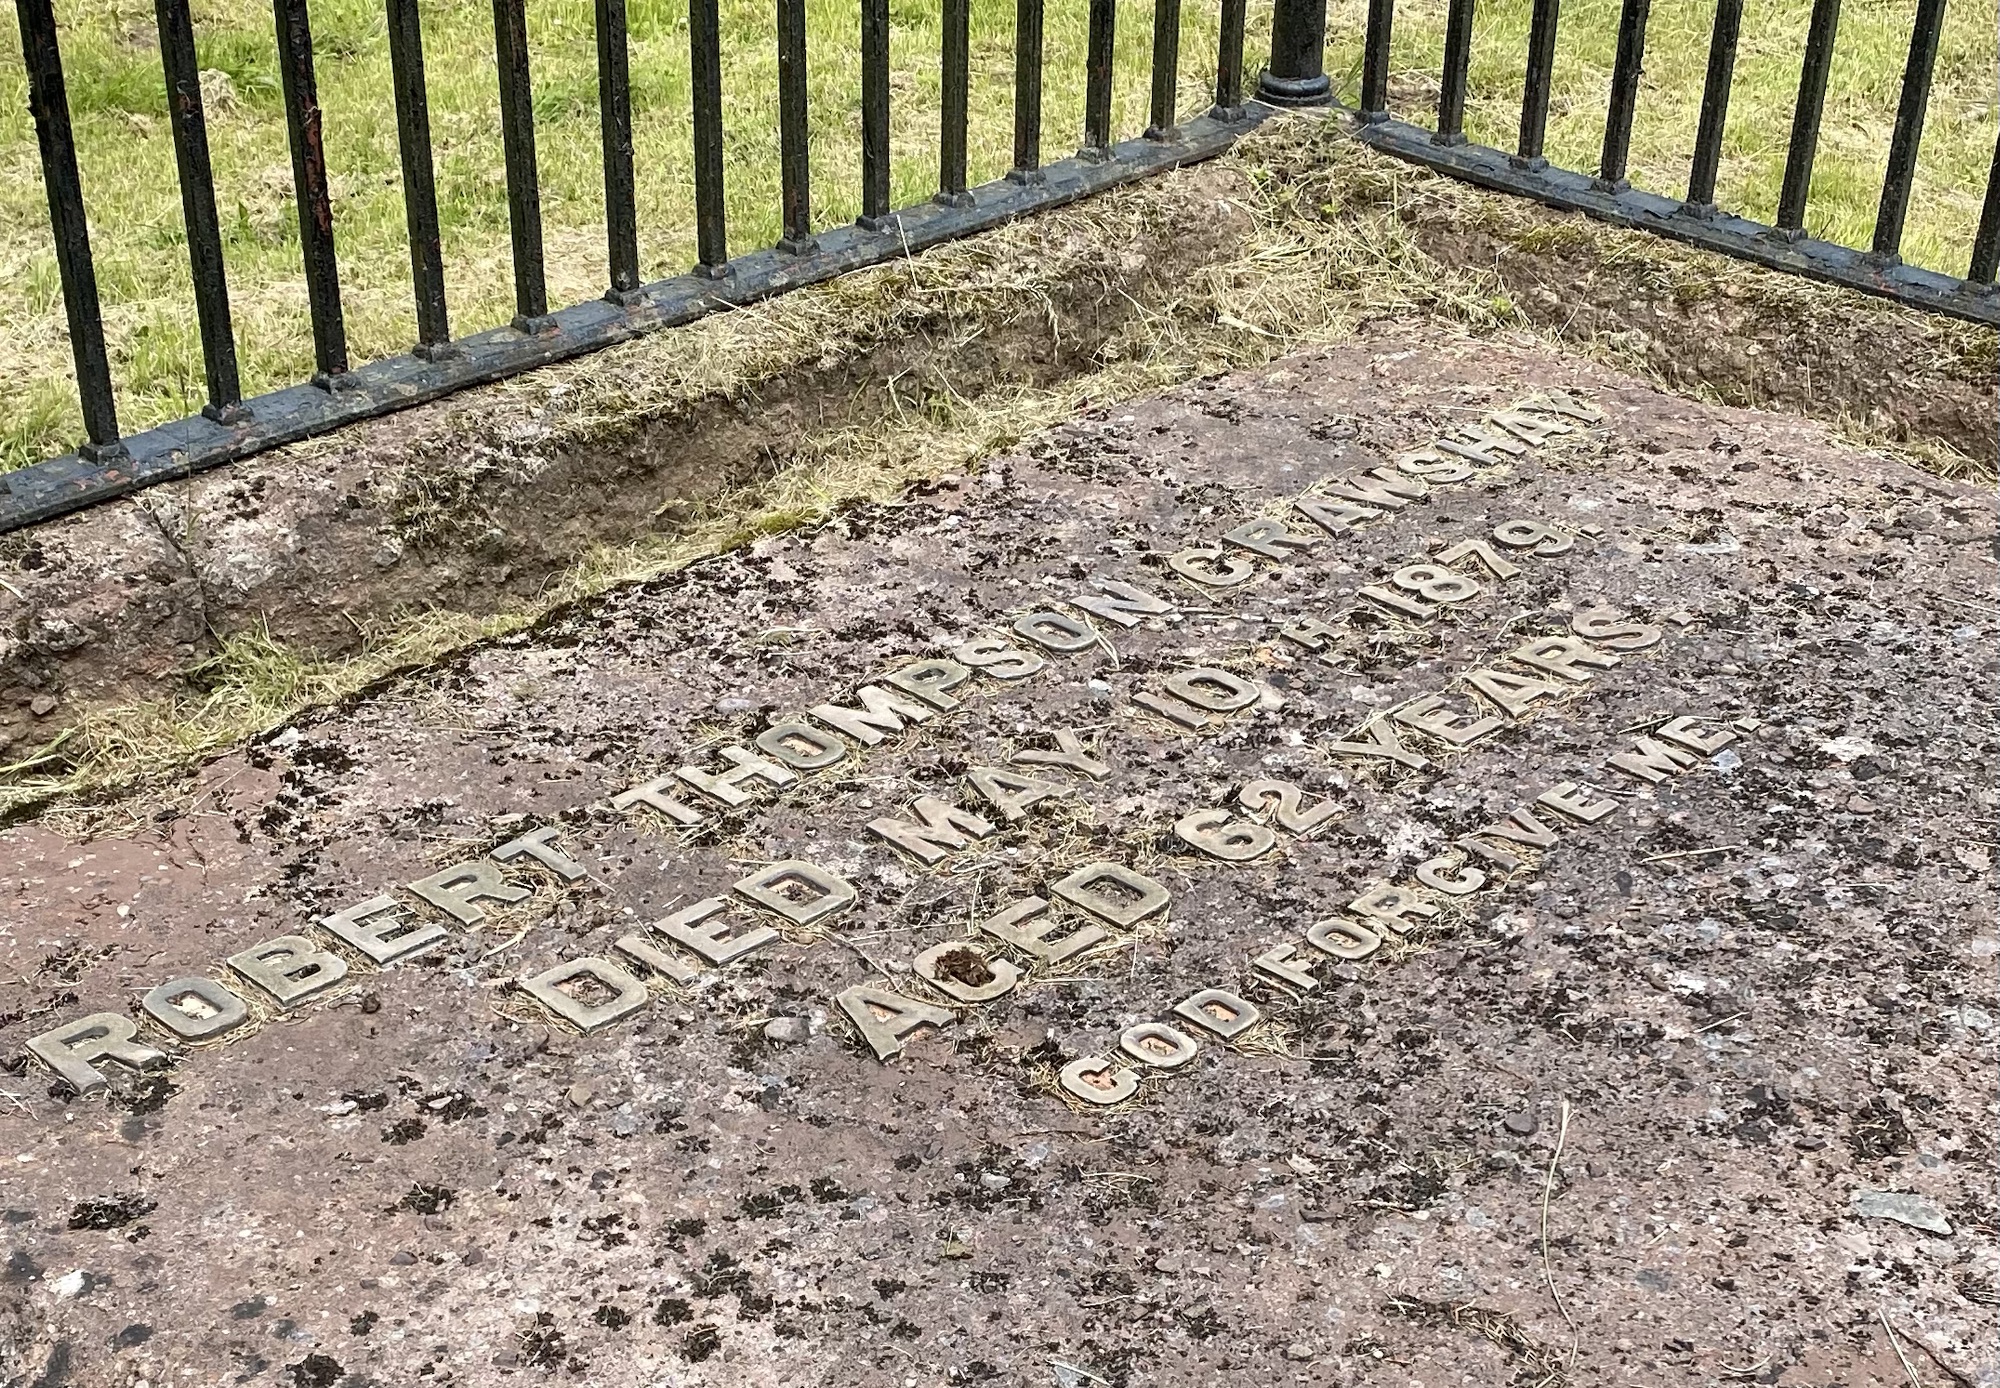 ROBERT THOMPSON CRAWSHAY
DIED MAY 10TH 1879.
AGED 62 YEARS.
GOD FORGIVE ME.